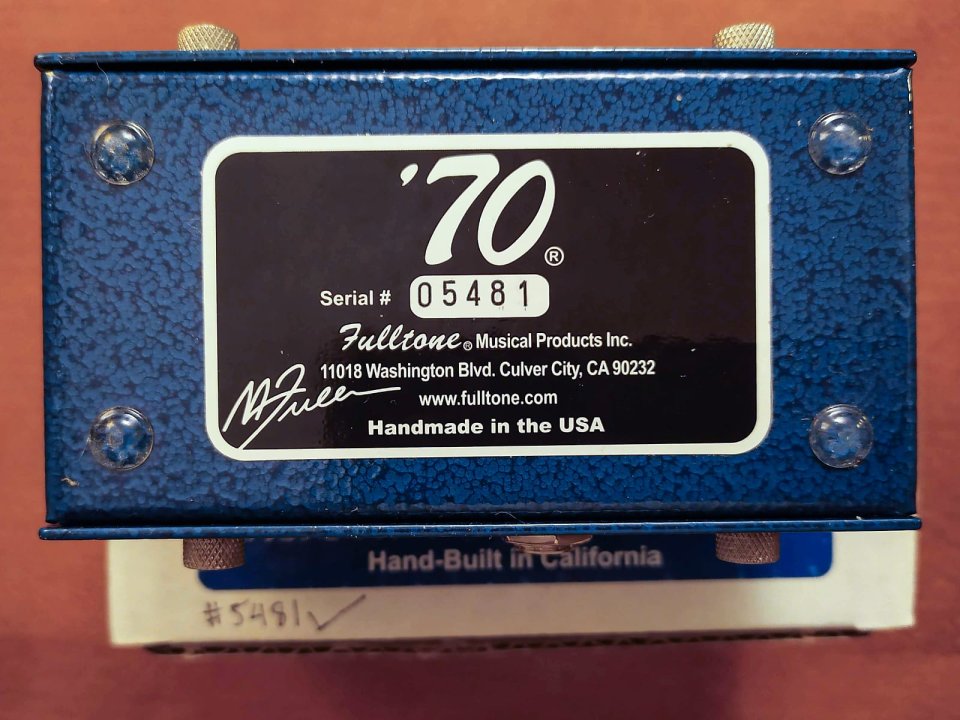 '70®
Serial # 05481
Fulltone® Musical Products Inc.
11018 Washington Blvd. Culver City, CA 90232
www.fulltone.com
M Fuller
Handmade in the USA
Hand-Built in California
#5481✓